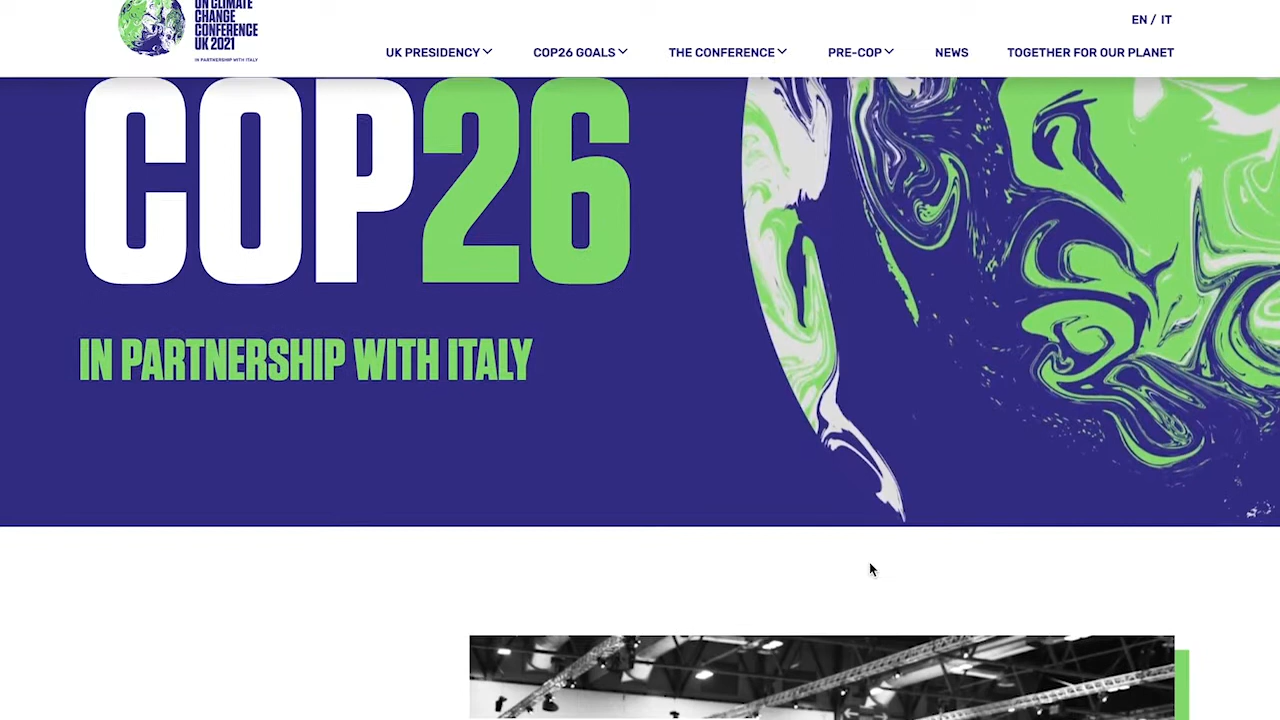 UN CLIMATE
CHANGE
CONFERENCE
UK 2021
IN PARTNERSHIP WITH ITALY
EN / IT
UK PRESIDENCY COP26 GOALS THE CONFERENCE PRE-COP NEWS TOGETHER FOR OUR PLANET
COP26
IN PARTNERSHIP WITH ITALY